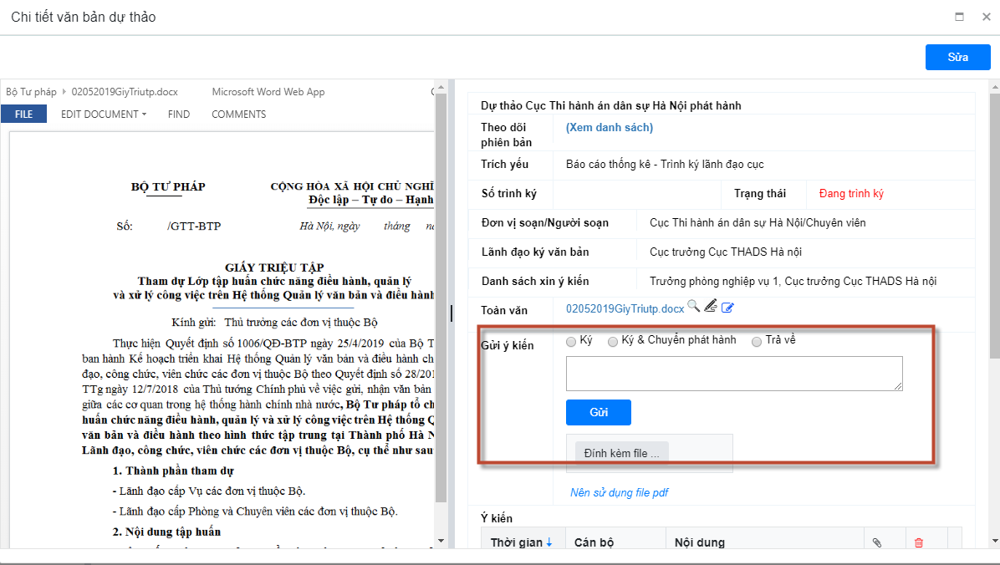 Chi tiết văn bản dự thảo
Sửa
Bộ Tư pháp 02052019GiyTriutp.docx Microsoft Word Web App
FILE EDIT DOCUMENT FIND COMMENTS
BỘ TƯ PHÁP CỘNG HÒA XÃ HỘI CHỦ NGHĨ
Độc lập – Tự do – Hạnh
Số: /GTT-BTP Hà Nội, ngày tháng
GIẤY TRIỆU TẬP
Tham dự Lớp tập huấn chức năng điều hành, quản lý
và xử lý công việc trên Hệ thống Quản lý văn bản và điều hành
Kính gửi: Thủ trưởng các đơn vị thuộc Bộ
Thực hiện Quyết định số 1006/QĐ-BTP ngày 25/4/2019 của Bộ T
ban hành Kế hoạch triển khai Hệ thống Quản lý văn bản và điều hành ch
đạo, công chức, viên chức các đơn vị thuộc Bộ theo Quyết định số 28/201
TTg ngày 12/7/2018 của Thủ tướng Chính phủ về việc gửi, nhận văn bản
giữa các cơ quan trong hệ thống hành chính nhà nước, Bộ Tư pháp tổ ch
huấn chức năng điều hành, quản lý và xử lý công việc trên Hệ thống Q
văn bản và điều hành theo hình thức tập trung tại Thành phố Hà N
Lãnh đạo, công chức, viên chức các đơn vị thuộc Bộ, cụ thể như sau
1. Thành phần tham dự
- Lãnh đạo cấp Vụ các đơn vị thuộc Bộ.
- Lãnh đạo cấp Phòng và Chuyên viên các đơn vị thuộc Bộ.
2. Nội dung tập huấn
Dự thảo Cục Thi hành án dân sự Hà Nội phát hành
Theo dõi phiên bản (Xem danh sách)
Trích yếu Báo cáo thống kê - Trình ký lãnh đạo cục
Số trình ký Trạng thái Đang trình ký
Đơn vị soạn/Người soạn Cục Thi hành án dân sự Hà Nội/Chuyên viên
Lãnh đạo ký văn bản Cục trưởng Cục THADS Hà nội
Danh sách xin ý kiến Trưởng phòng nghiệp vụ 1, Cục trưởng Cục THADS Hà nội
Toàn văn 02052019GiyTriutp.docx
Gửi ý kiến Ký Ký & Chuyển phát hành Trả về
Gửi
Đính kèm file ...
Nên sử dụng file pdf
Ý kiến
Thời gian Cán bộ Nội dung